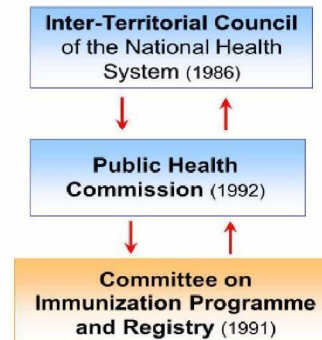 Inter-Territorial Council
of the National Health
System (1986)
Public Health
Commission (1992)
Committee on
Immunization Programme
and Registry (1991)